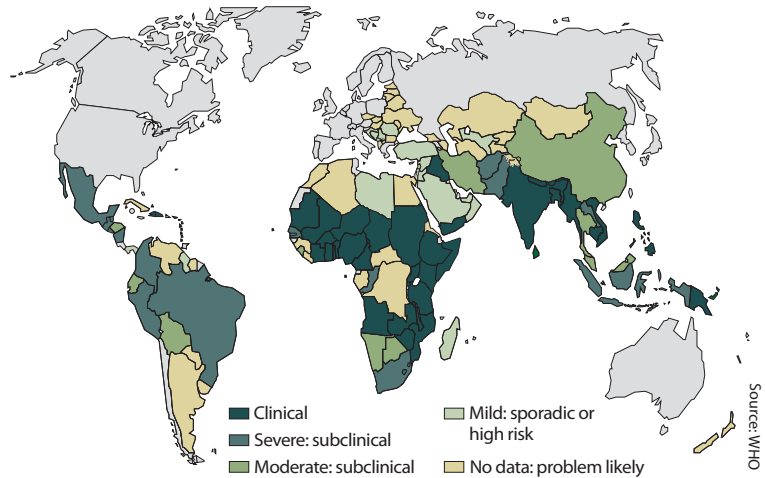 Clinical
Severe: subclinical
Moderate: subclinical
Mild: sporadic or
high risk
No data: problem likely
Source: WHO